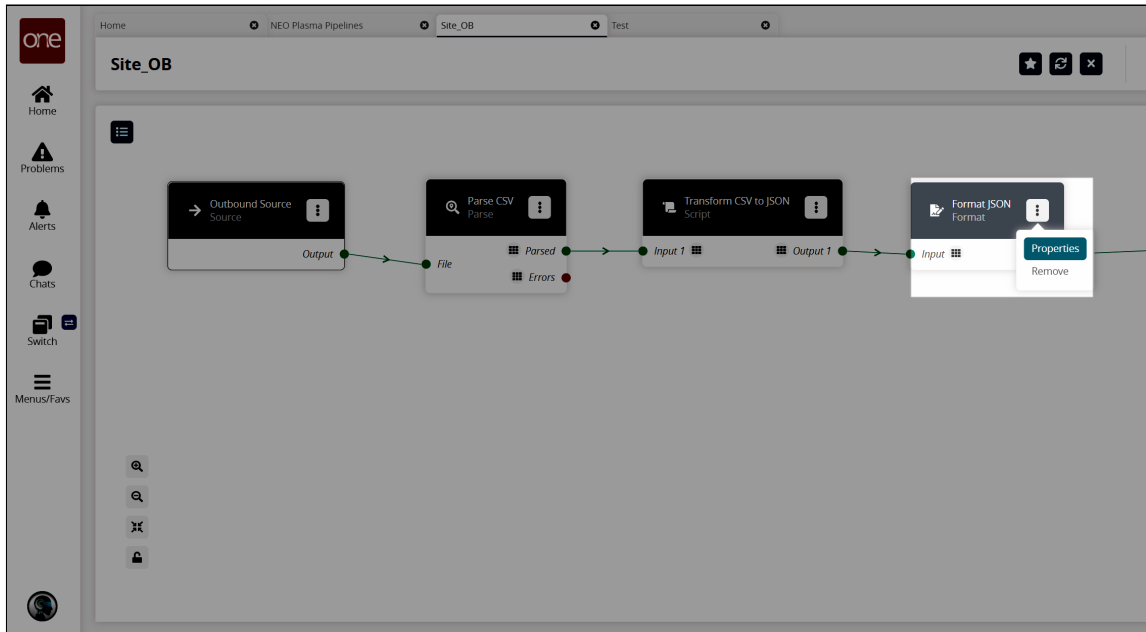 one
Home
NEO Plasma Pipelines
Site_OB
Test
Site_OB
Home
Problems
Alerts
Chats
Switch
Menus/Favs
Outbound Source
Source
Output
Parse CSV
Parse
Parsed
File
Errors
Transform CSV to JSON
Script
Input 1
Output 1
Format JSON
Format
Input
Properties
Remove